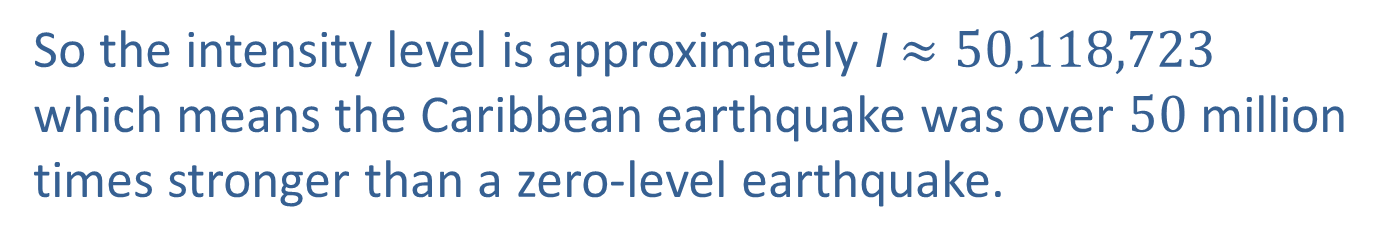 So the intensity level is approximately I ≈ 50,118,723
which means the Caribbean earthquake was over 50 million
times stronger than a zero-level earthquake.